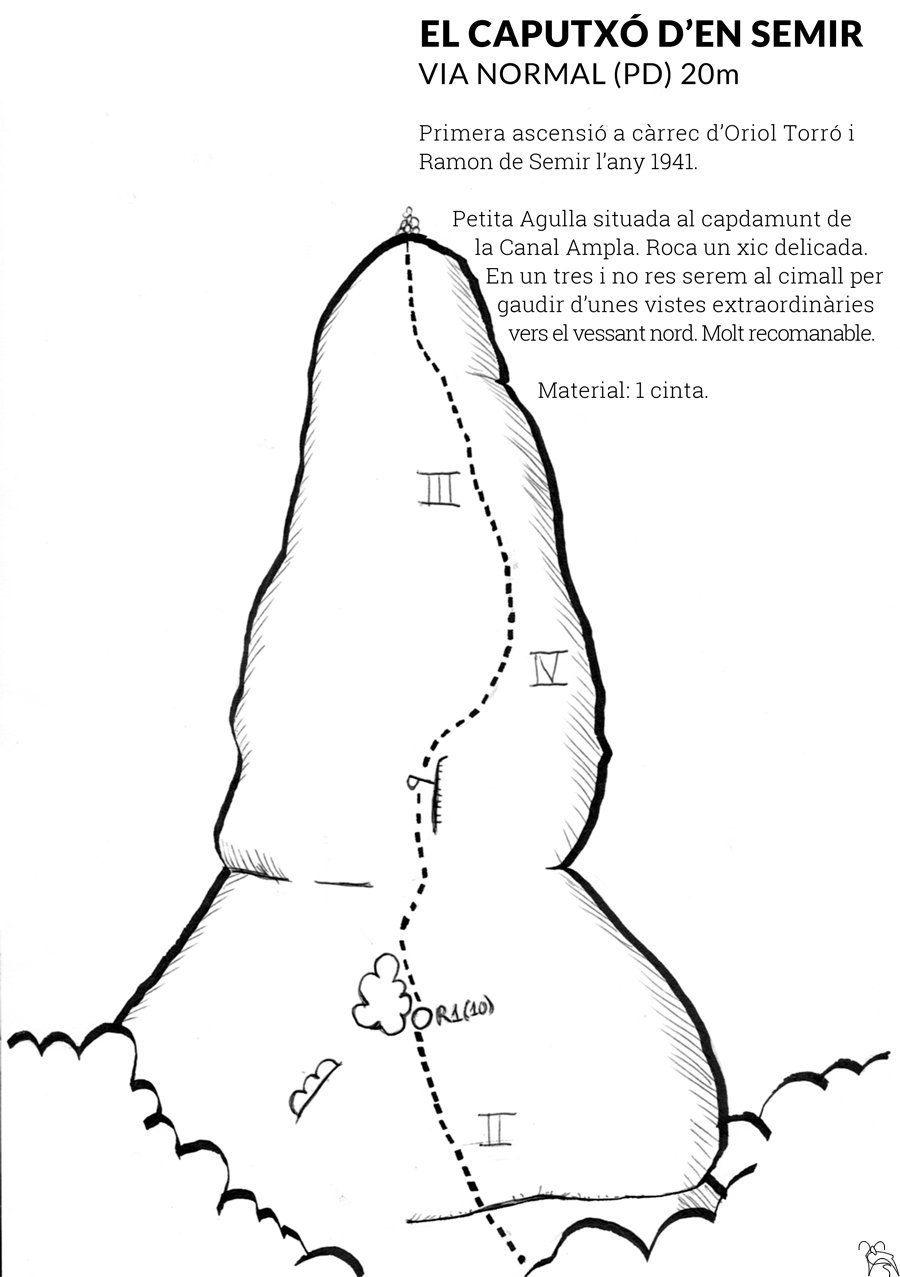 EL CAPUTXÓ D'EN SEMIR
VIA NORMAL (PD) 20m
Primera ascensió a càrrec d'Oriol Torró i
Ramon de Semir l'any 1941.
Petita Agulla situada al capdamunt de
la Canal Ampla. Roca un xic delicada.
En un tres i no res serem al cimall per
gaudir d'unes vistes extraordinàries
vers el vessant nord. Molt recomanable.
Material: 1 cinta.
III
IV
R1(10)
II